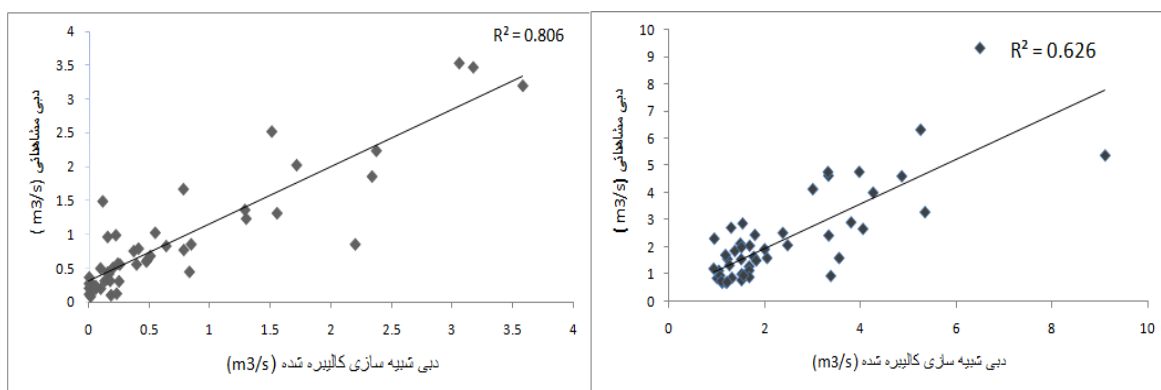 R² = 0.806
4
3.5
3
2.5
2
1.5
1
0.5
0
0 0.5 1 1.5 2 2.5 3 3.5 4
دبی مشاهداتی (m3/s )
دبی شبیه سازی کالیبره شده (m3/s)
R² = 0.626
10
9
8
7
6
5
4
3
2
1
0
0 2 4 6 8 10
دبی مشاهداتی (m3/s )
دبی شبیه سازی کالیبره شده (m3/s)